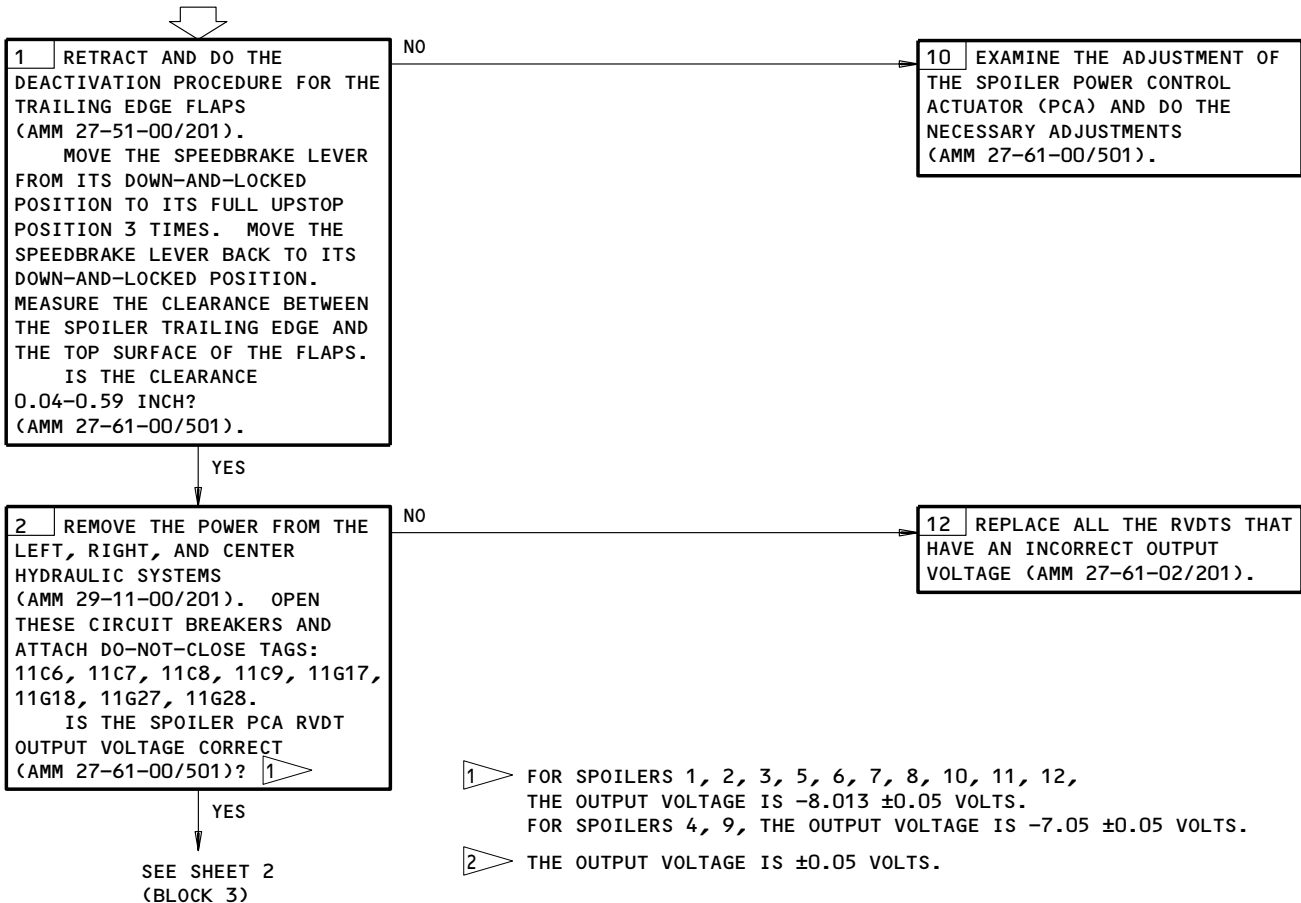 1 RETRACT AND DO THE
DEACTIVATION PROCEDURE FOR THE
TRAILING EDGE FLAPS
(AMM 27-51-00/201).
MOVE THE SPEEDBRAKE LEVER
FROM ITS DOWN-AND-LOCKED
POSITION TO ITS FULL UPSTOP
POSITION 3 TIMES. MOVE THE
SPEEDBRAKE LEVER BACK TO ITS
DOWN-AND-LOCKED POSITION.
MEASURE THE CLEARANCE BETWEEN
THE SPOILER TRAILING EDGE AND
THE TOP SURFACE OF THE FLAPS.
IS THE CLEARANCE
0.04-0.59 INCH?
(AMM 27-61-00/501).
NO
10 EXAMINE THE ADJUSTMENT OF
THE SPOILER POWER CONTROL
ACTUATOR (PCA) AND DO THE
NECESSARY ADJUSTMENTS
(AMM 27-61-00/501).
YES
2 REMOVE THE POWER FROM THE
LEFT, RIGHT, AND CENTER
HYDRAULIC SYSTEMS
(AMM 29-11-00/201). OPEN
THESE CIRCUIT BREAKERS AND
ATTACH DO-NOT-CLOSE TAGS:
11C6, 11C7, 11C8, 11C9, 11G17,
11G18, 11G27, 11G28.
IS THE SPOILER PCA RVDT
OUTPUT VOLTAGE CORRECT
(AMM 27-61-00/501)? 1
NO
12 REPLACE ALL THE RVDTS THAT
HAVE AN INCORRECT OUTPUT
VOLTAGE (AMM 27-61-02/201).
YES
SEE SHEET 2
(BLOCK 3)
1 FOR SPOILERS 1, 2, 3, 5, 6, 7, 8, 10, 11, 12,
THE OUTPUT VOLTAGE IS -8.013 ±0.05 VOLTS.
FOR SPOILERS 4, 9, THE OUTPUT VOLTAGE IS -7.05 ±0.05 VOLTS.
2 THE OUTPUT VOLTAGE IS ±0.05 VOLTS.